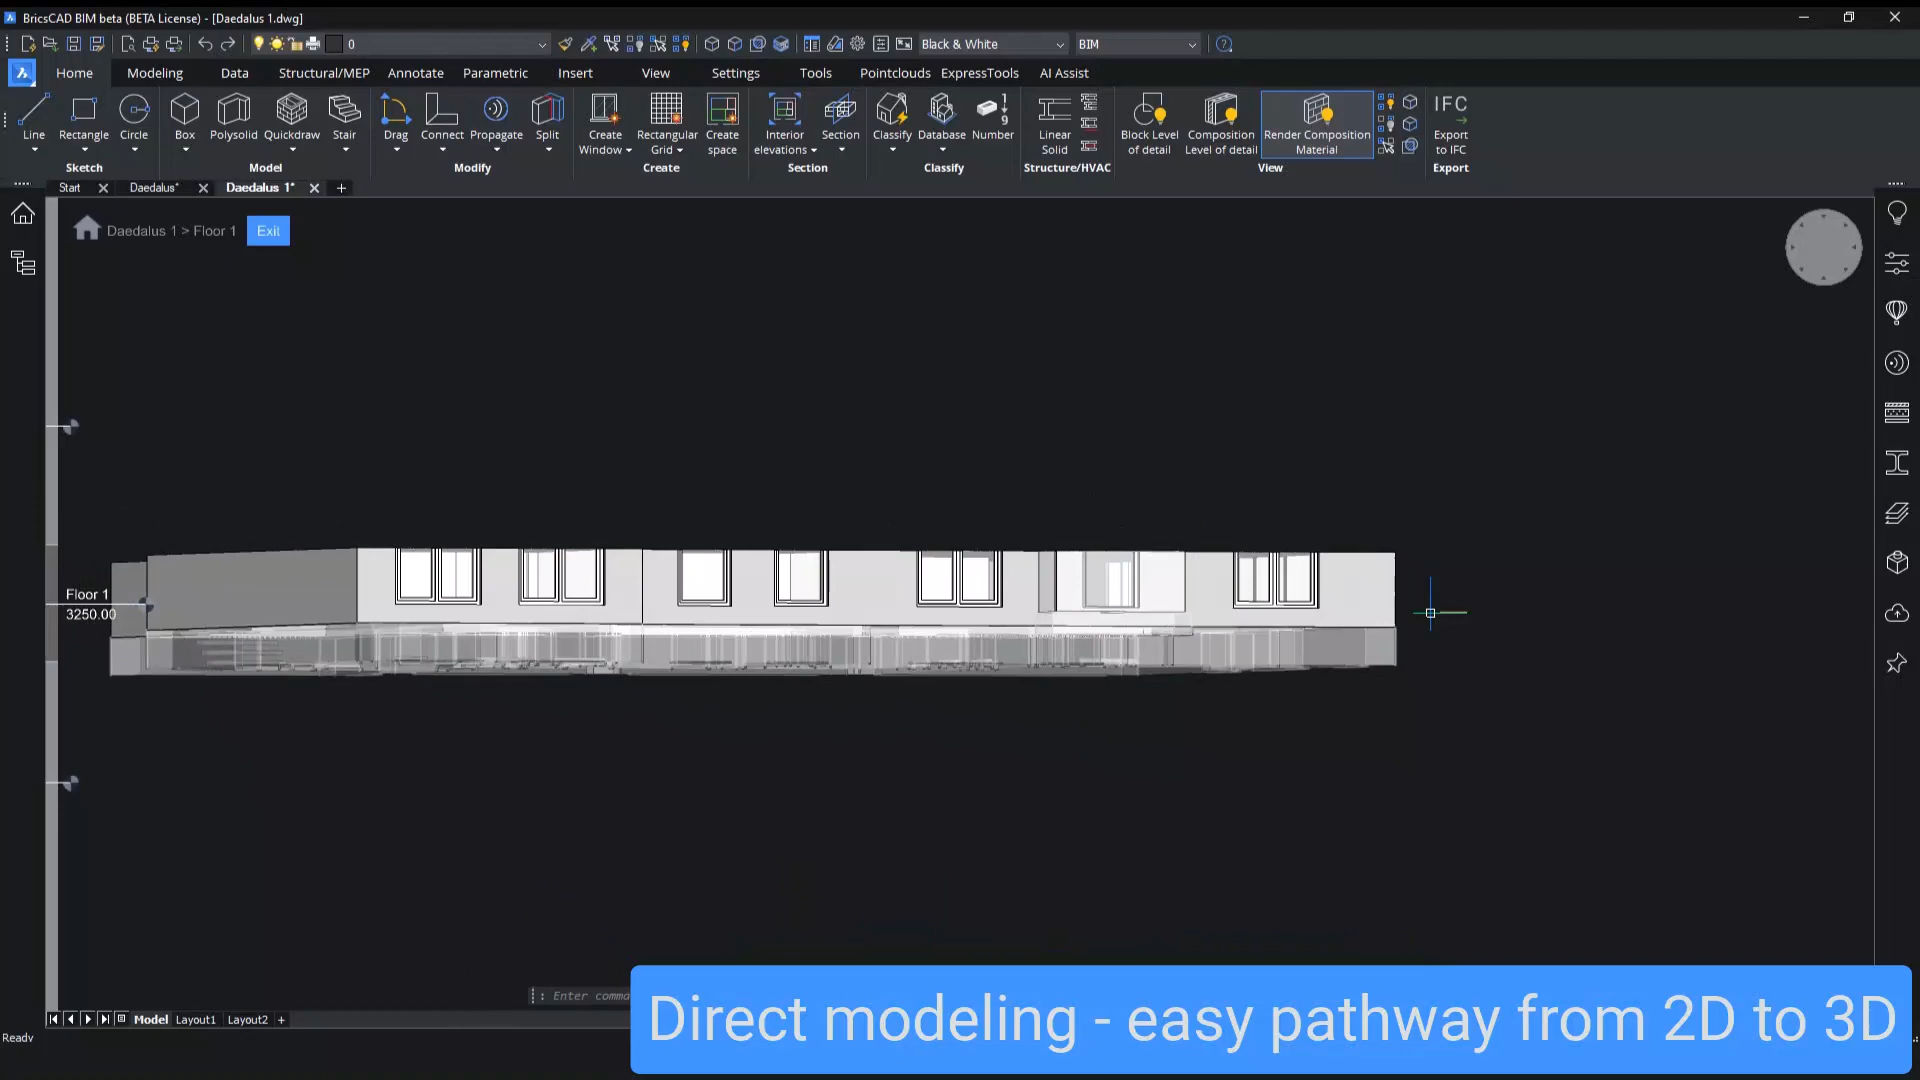 BricsCAD BIM beta (BETA License) - [Daedalus 1.dwg]
0 Black & White BIM
Home Modeling Data Structural/MEP Annotate Parametric Insert View Settings Tools Pointclouds ExpressTools AI Assist
Line Rectangle Circle Box Polysolid Quickdraw Stair Drag Connect Propagate Split Create Window Rectangular Grid Create space Interior elevations Section Classify Database Number Linear Solid Block Level of detail Composition Level of detail Render Composition Material IFC Export to IFC
Sketch Model Modify Create Section Classify Structure/HVAC View Export
Start Daedalus* Daedalus 1*
Daedalus 1 > Floor 1 Exit
Floor 1
3250.00
: Enter comma
Direct modeling - easy pathway from 2D to 3D
Model Layout1 Layout2 +
Ready